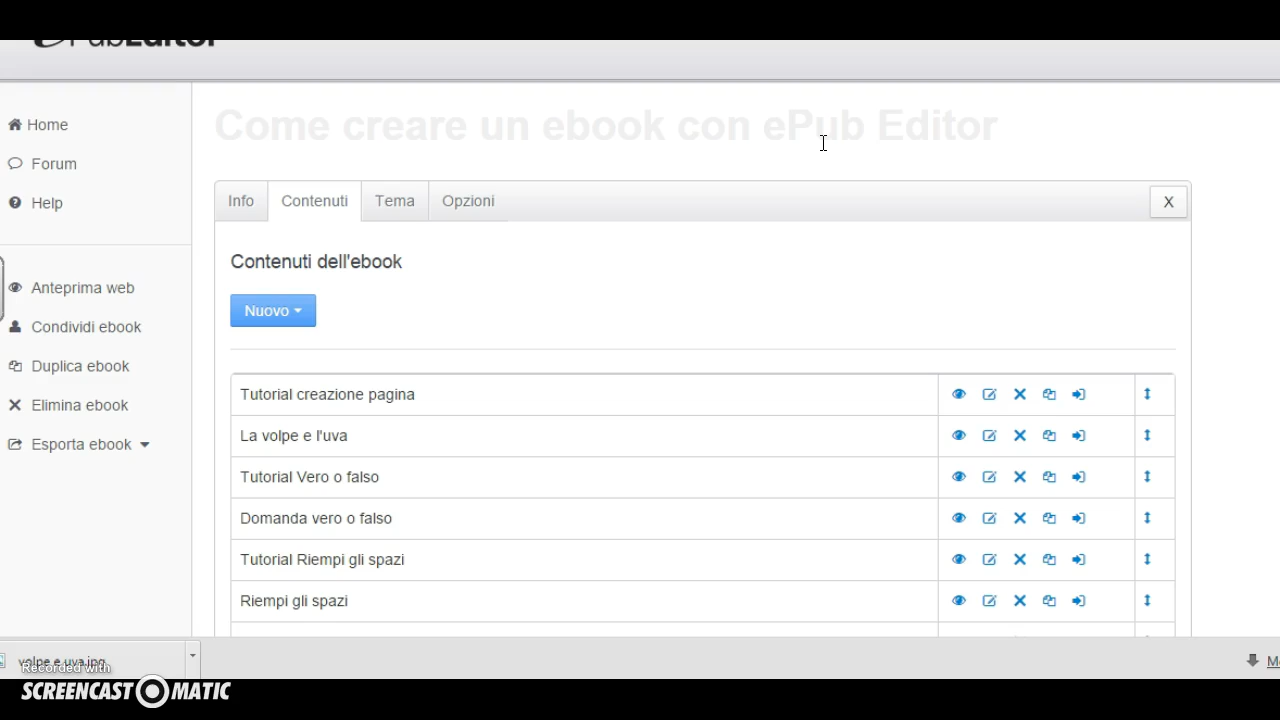 ePubEditor
Home
Forum
Help
Anteprima web
Condividi ebook
Duplica ebook
Elimina ebook
Esporta ebook
Come creare un ebook con ePub Editor
Info Contenuti Tema Opzioni X
Contenuti dell'ebook
Nuovo
Tutorial creazione pagina
La volpe e l'uva
Tutorial Vero o falso
Domanda vero o falso
Tutorial Riempi gli spazi
Riempi gli spazi
volpe e uva.jpg
Recorded with
SCREENCAST MATIC